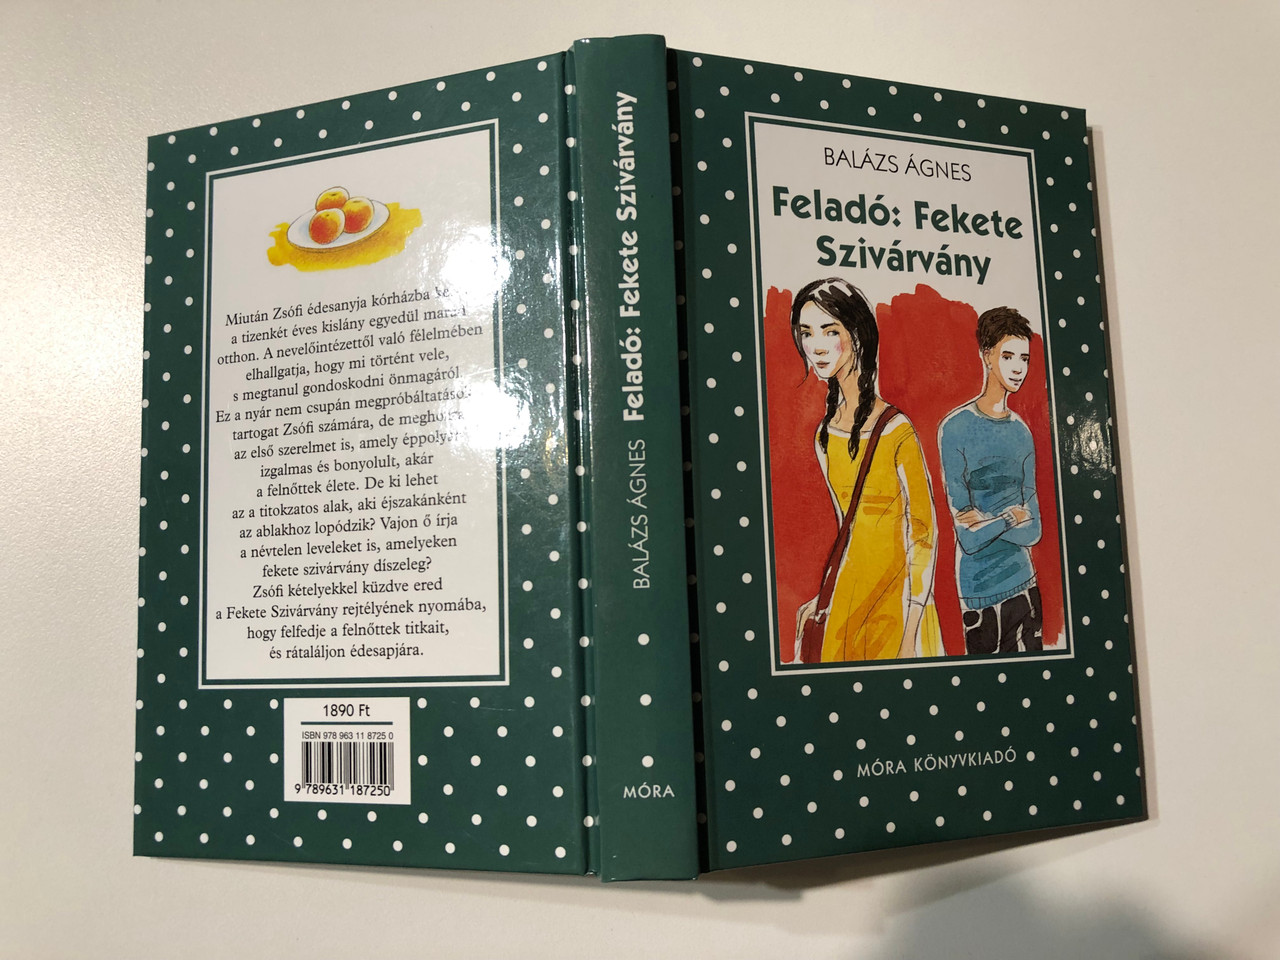 Miután Zsófi édesanyja kórházba
a tizenkét éves kislány egyedül marad
otthon. A nevelőintézettől való félelmében
elhallgatja, hogy mi történt vele,
s megtanul gondoskodni önmagáról
Ez a nyár nem csupán megpróbáltatáso
tartogat Zsófi számára, de meghozza
az első szerelmet is, amely éppoly
izgalmas és bonyolult, akár
a felnőttek élete. De ki lehet
az a titokzatos alak, aki éjszakánként
az ablakhoz lopódzik? Vajon ő írja
a névtelen leveleket is, amelyeken
fekete szivárvány díszeleg?
Zsófi kételyekkel küzdve ered
a Fekete Szivárvány rejtélyének nyomába,
hogy felfedje a felnőttek titkait,
és rátaláljon édesapjára.
1890 Ft
ISBN 978 963 11 8725 0
9 789631 187250
BALÁZS ÁGNES Feladó: Fekete Szivárvány
MÓRA
BALÁZS ÁGNES
Feladó: Fekete
Szivárvány
MÓRA KÖNYVKIADÓ